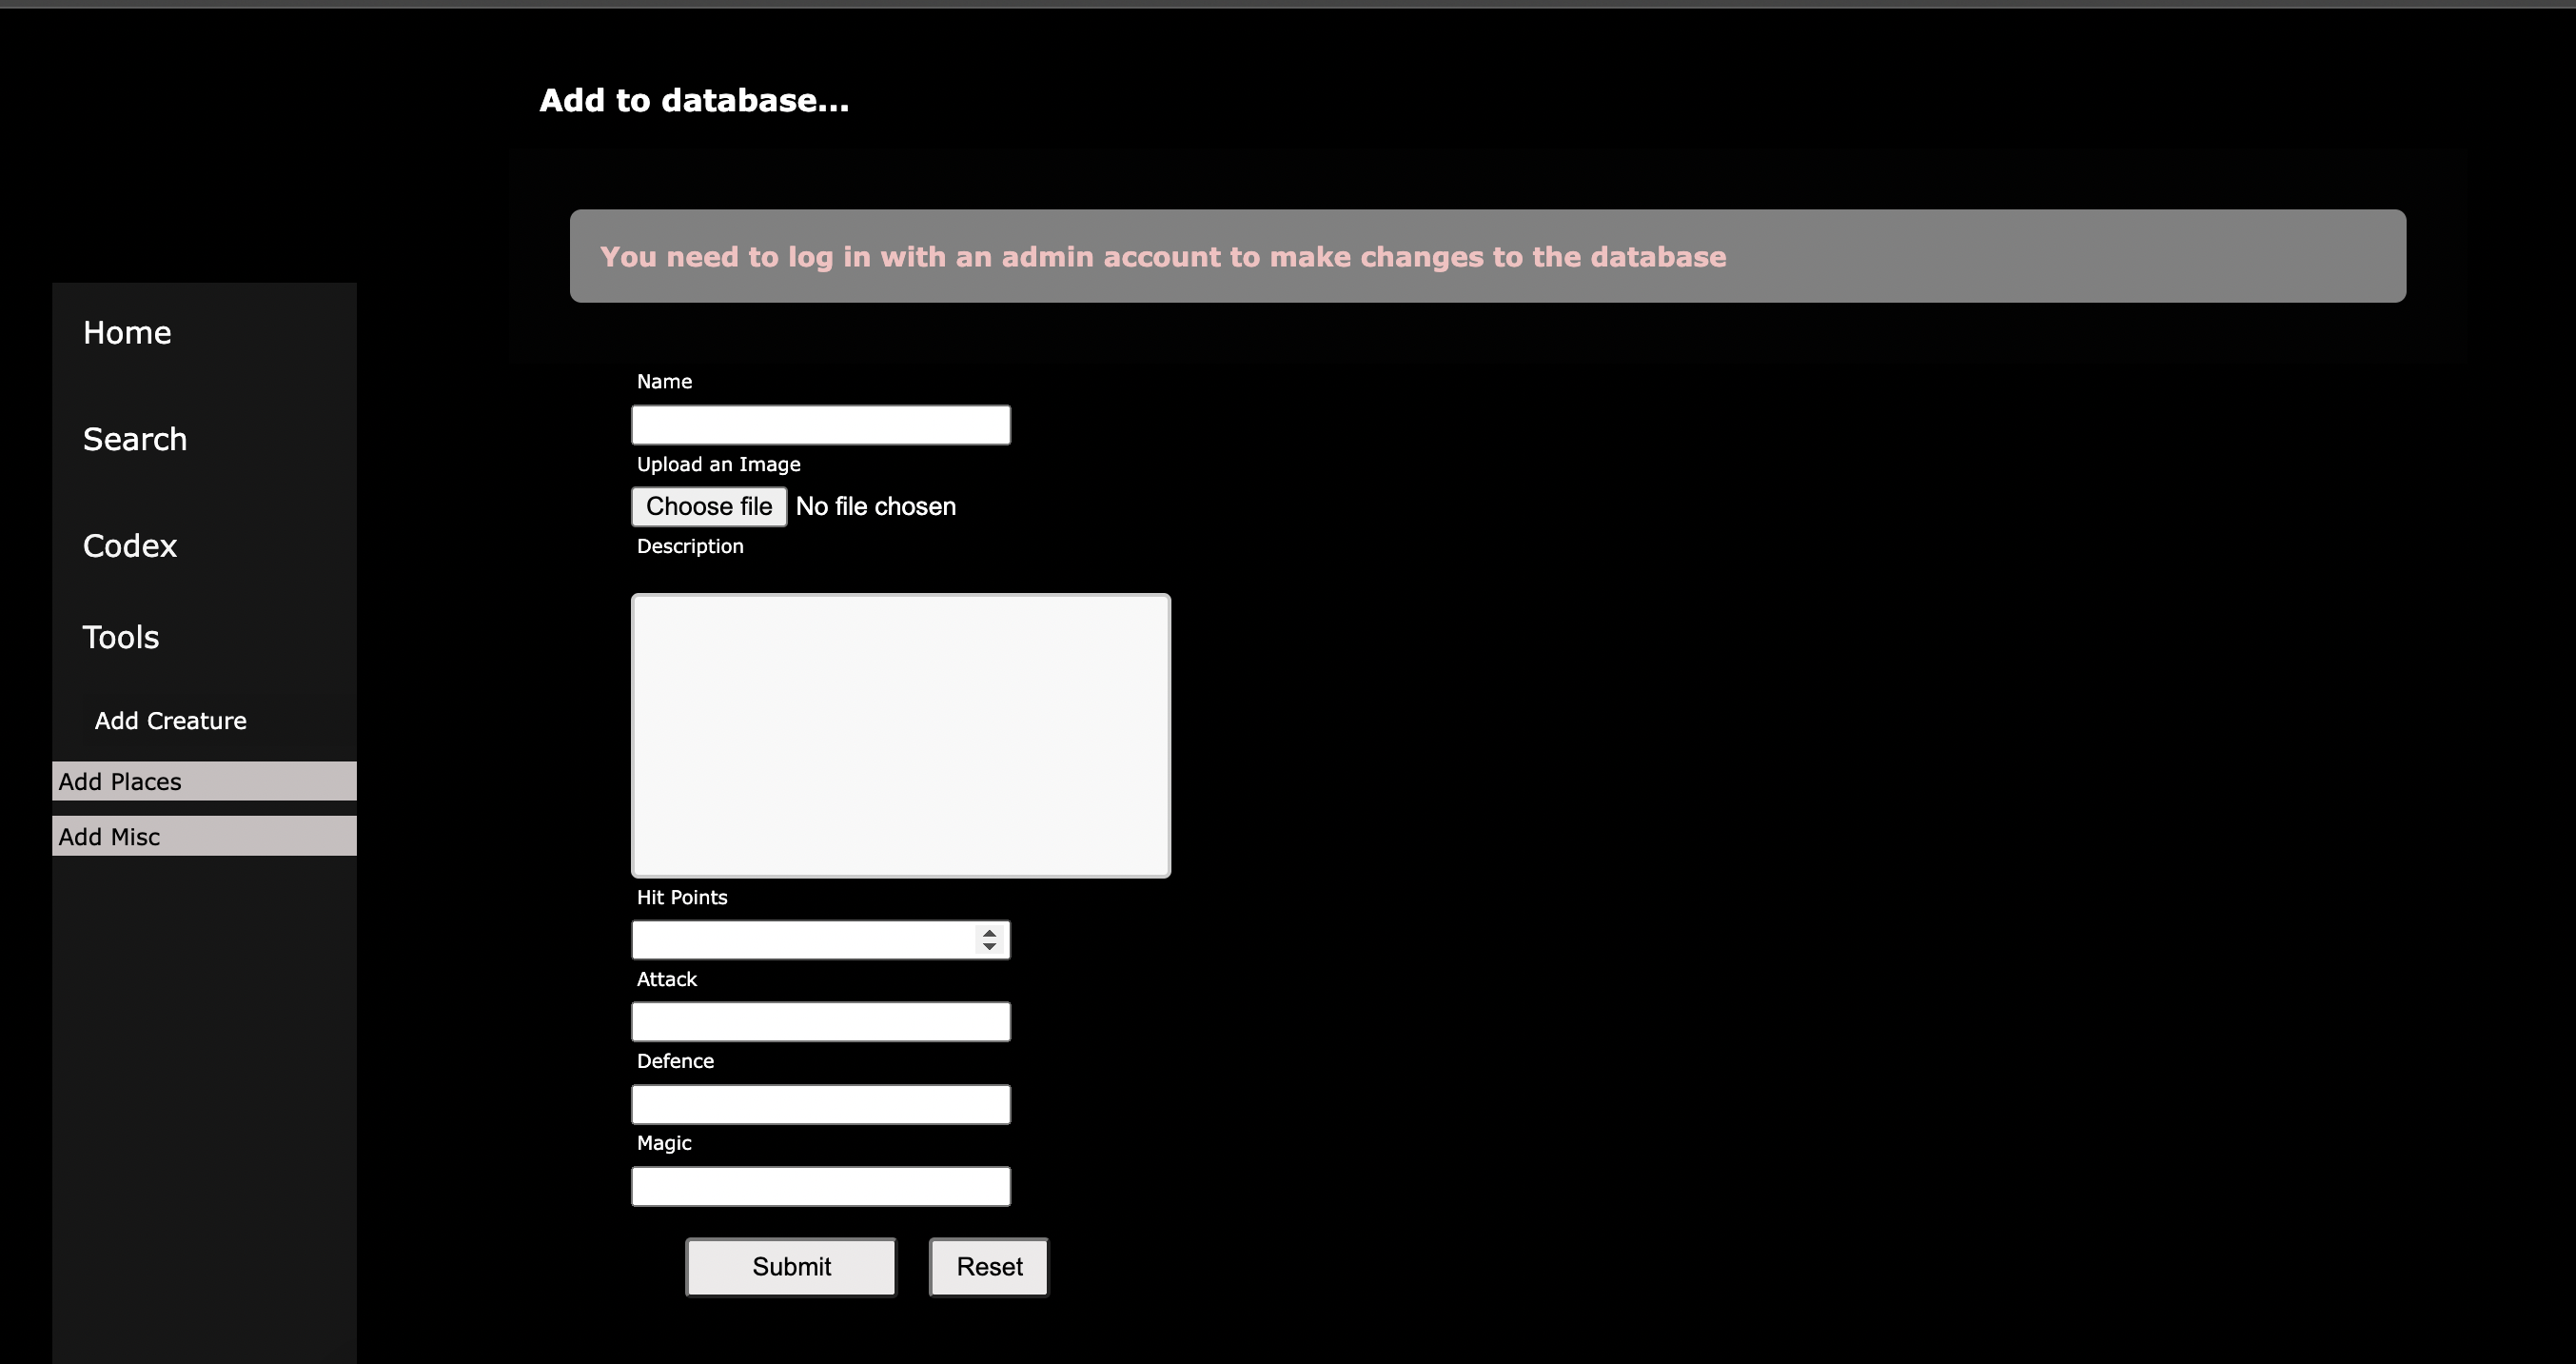 Add to database...
You need to log in with an admin account to make changes to the database
Home
Search
Codex
Tools
Add Creature
Add Places
Add Misc
Name
Upload an Image
Choose file No file chosen
Description
Hit Points
Attack
Defence
Magic
Submit Reset